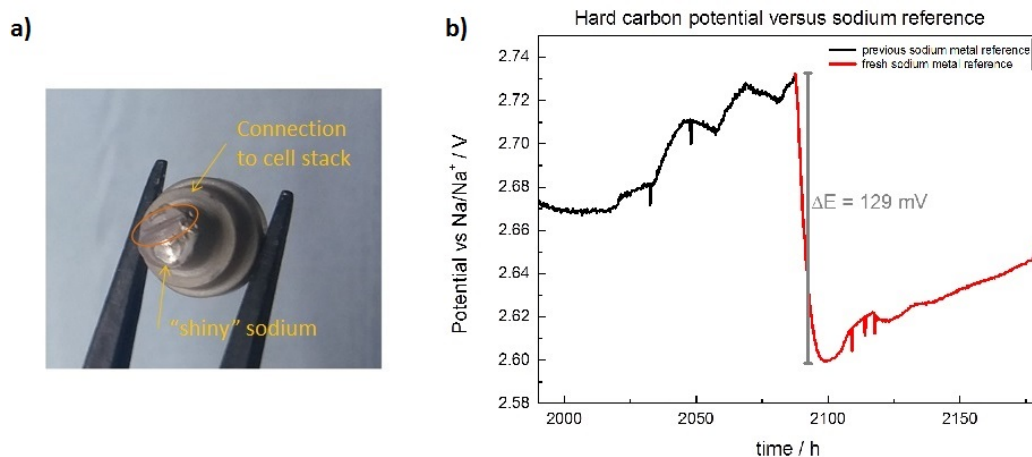 a)
Connection
to cell stack
"shiny" sodium
b)
Hard carbon potential versus sodium reference
previous sodium metal reference
fresh sodium metal reference
2.74
2.72
2.70
2.68
2.66
2.64
2.62
2.60
2.58
Potential vs Na/Na⁺ / V
ΔE = 129 mV
2000
2050
2100
2150
time / h